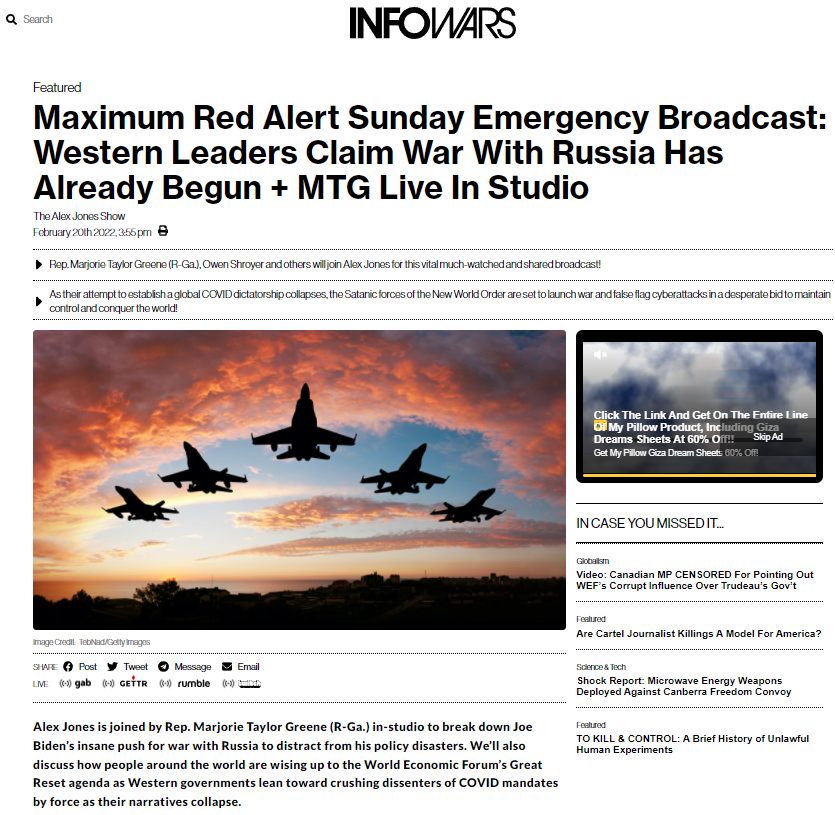 Search
INFOWARS
Featured
Maximum Red Alert Sunday Emergency Broadcast:
Western Leaders Claim War With Russia Has
Already Begun + MTG Live In Studio
The Alex Jones Show
February 20th 2022, 3:55 pm
Rep. Marjorie Taylor Greene (R-Ga.), Owen Shroyer and others will join Alex Jones for this vital much-watched and shared broadcast!
As their attempt to establish a global COVID dictatorship collapses, the Satanic forces of the New World Order are set to launch war and false flag cyberattacks in a desperate bid to maintain
control and conquer the world!
Image Credit: TebNad/Getty Images
SHARE Post Tweet Message Email
LIVE gab GETTR rumble twitch
Alex Jones is joined by Rep. Marjorie Taylor Greene (R-Ga.) in-studio to break down Joe
Biden's insane push for war with Russia to distract from his policy disasters. We'll also
discuss how people around the world are wising up to the World Economic Forum's Great
Reset agenda as Western governments lean toward crushing dissenters of COVID mandates
by force as their narratives collapse.
Click The Link And Get On The Entire Line
Of My Pillow Product, Including Giza
Dreams Sheets At 60% Off!!
Skip Ad
Get My Pillow Giza Dream Sheets 60% Off!
IN CASE YOU MISSED IT...
Globalism
Video: Canadian MP CENSORED For Pointing Out
WEF's Corrupt Influence Over Trudeau's Gov't
Featured
Are Cartel Journalist Killings A Model For America?
Science & Tech
Shock Report: Microwave Energy Weapons
Deployed Against Canberra Freedom Convoy
Featured
TO KILL & CONTROL: A Brief History of Unlawful
Human Experiments